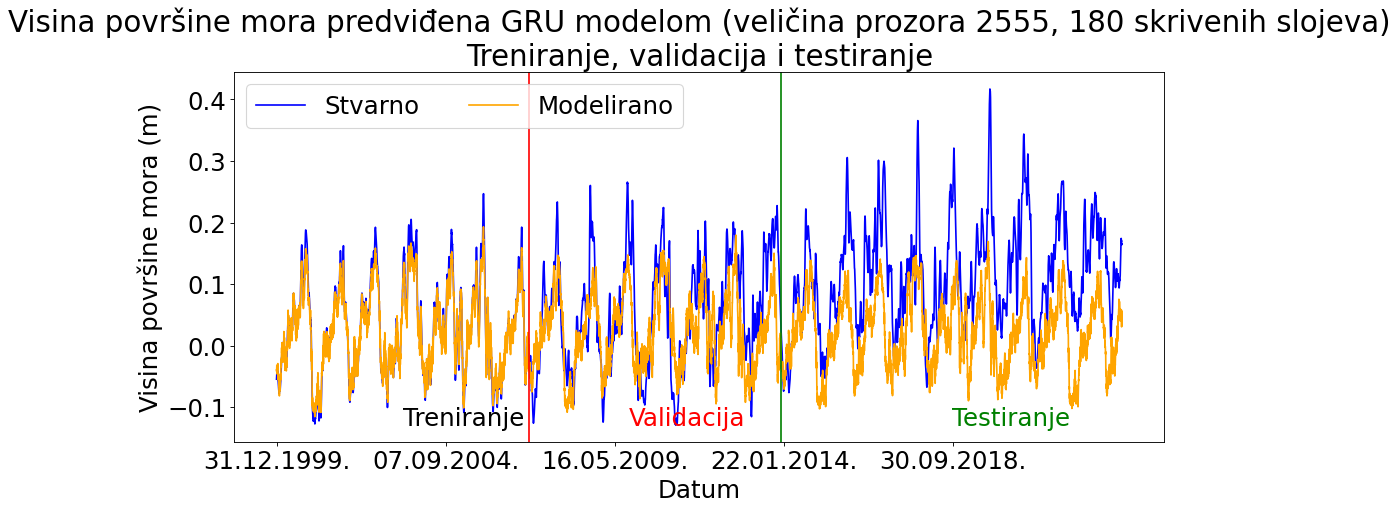 Visina površine mora predviđena GRU modelom (veličina prozora 2555, 180 skrivenih slojeva)
Treniranje, validacija i testiranje
Stvarno
Modelirano
Visina površine mora (m)
0.4
0.3
0.2
0.1
0.0
−0.1
Treniranje
Validacija
Testiranje
31.12.1999.
07.09.2004.
16.05.2009.
22.01.2014.
30.09.2018.
Datum